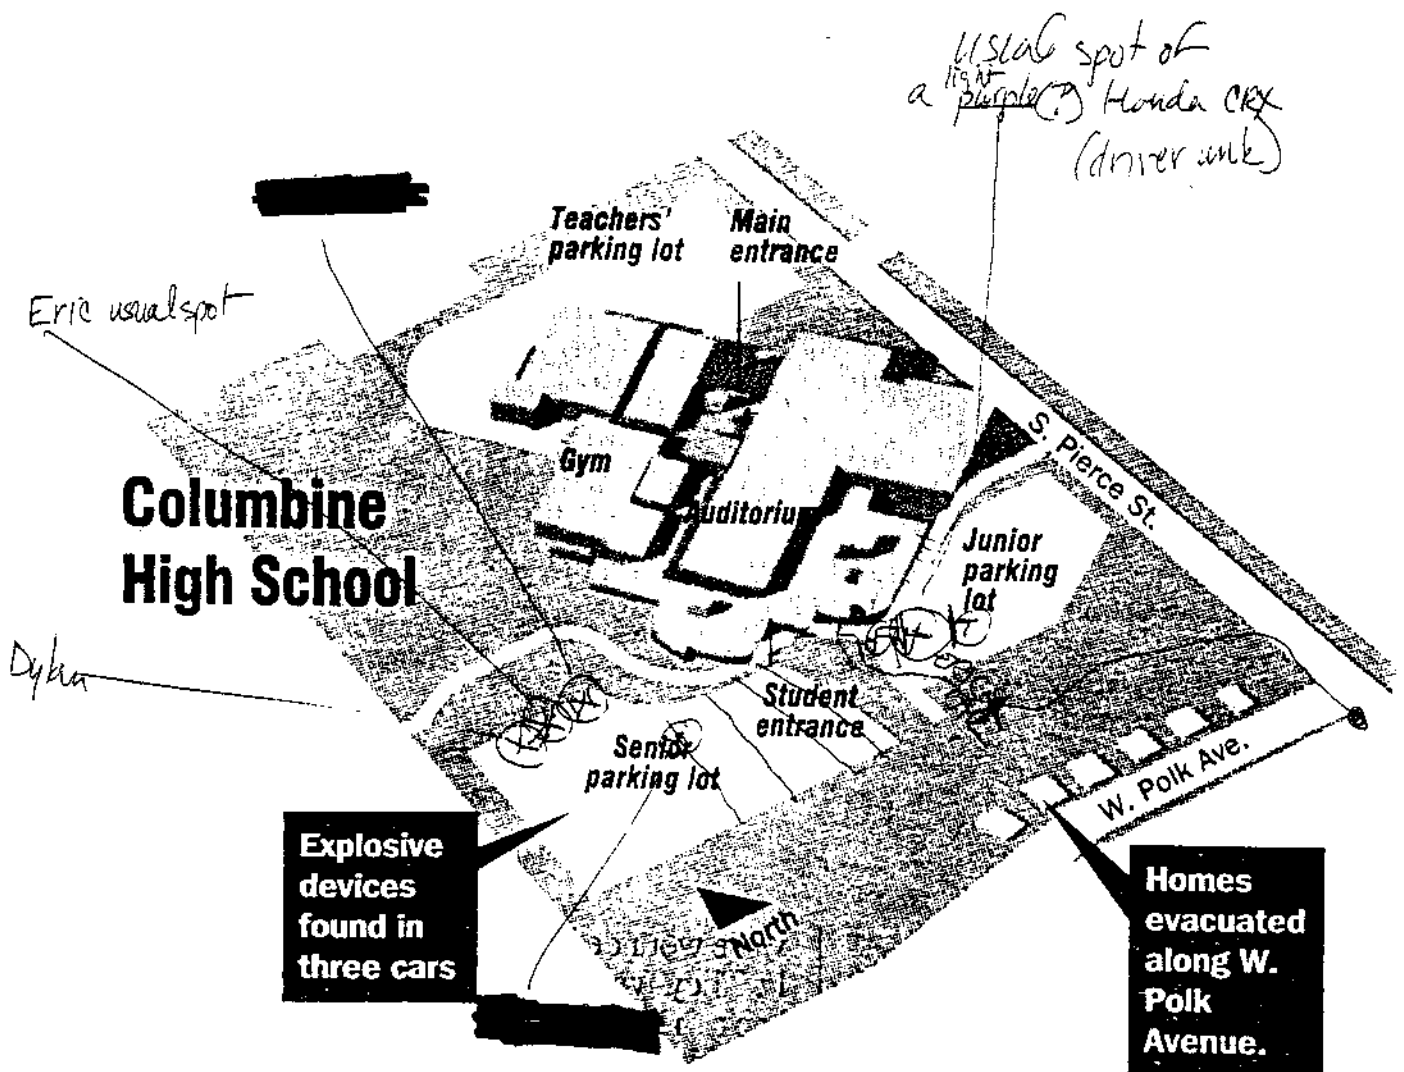 usual spot of
light
a purple(?) Honda CRX
(driver unk)
Teachers'
parking lot
Main
entrance
Eric usual spot
S. Pierce St.
Gym
Columbine
High School
Auditorium
Junior
parking
lot
Dylan
Student
entrance
Senior
parking lot
W. Polk Ave.
Explosive
devices
found in
three cars
North
Homes
evacuated
along W.
Polk
Avenue.